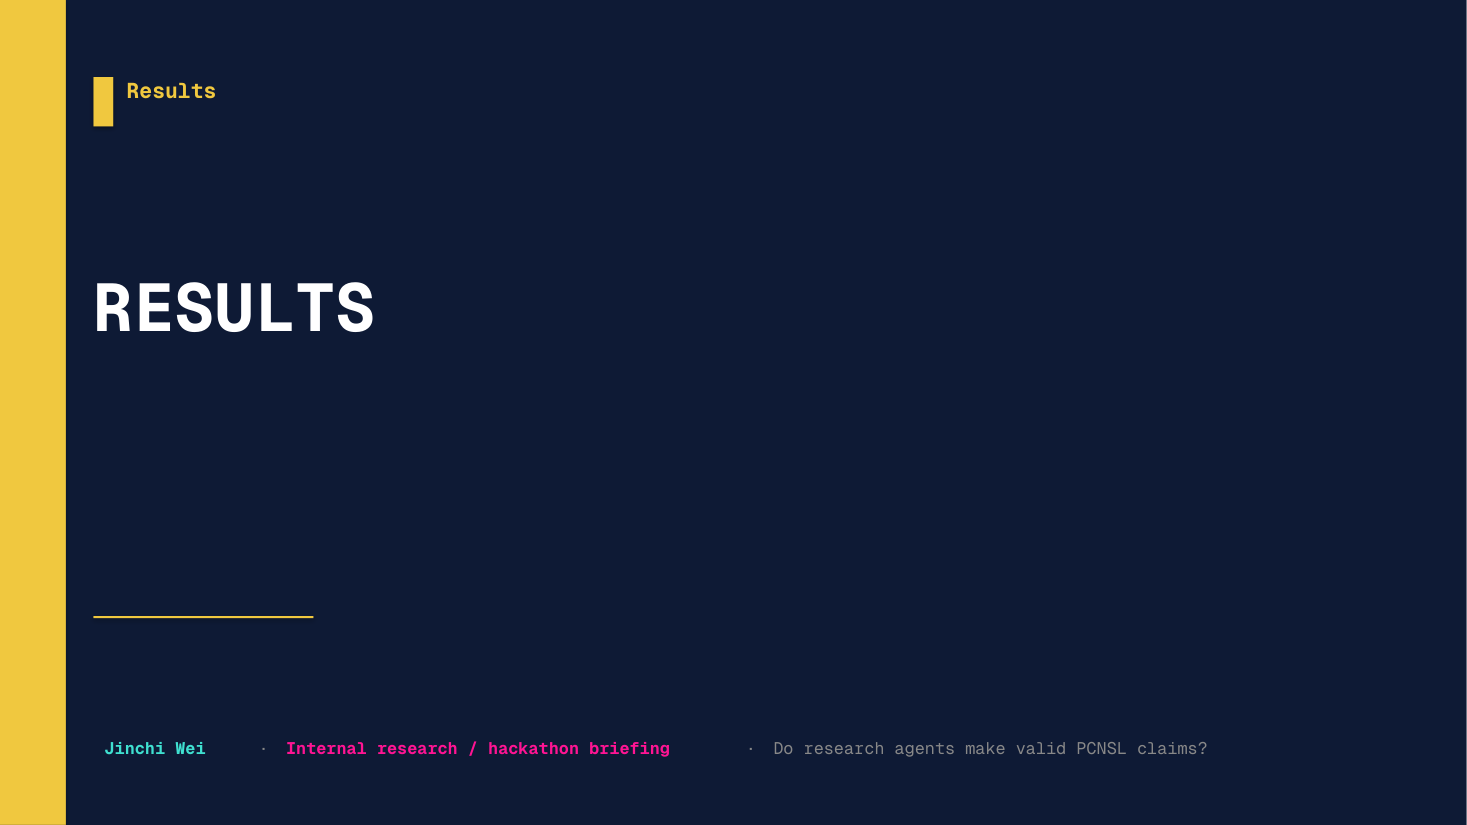 Results
RESULTS
Jinchi Wei · Internal research / hackathon briefing · Do research agents make valid PCNSL claims?